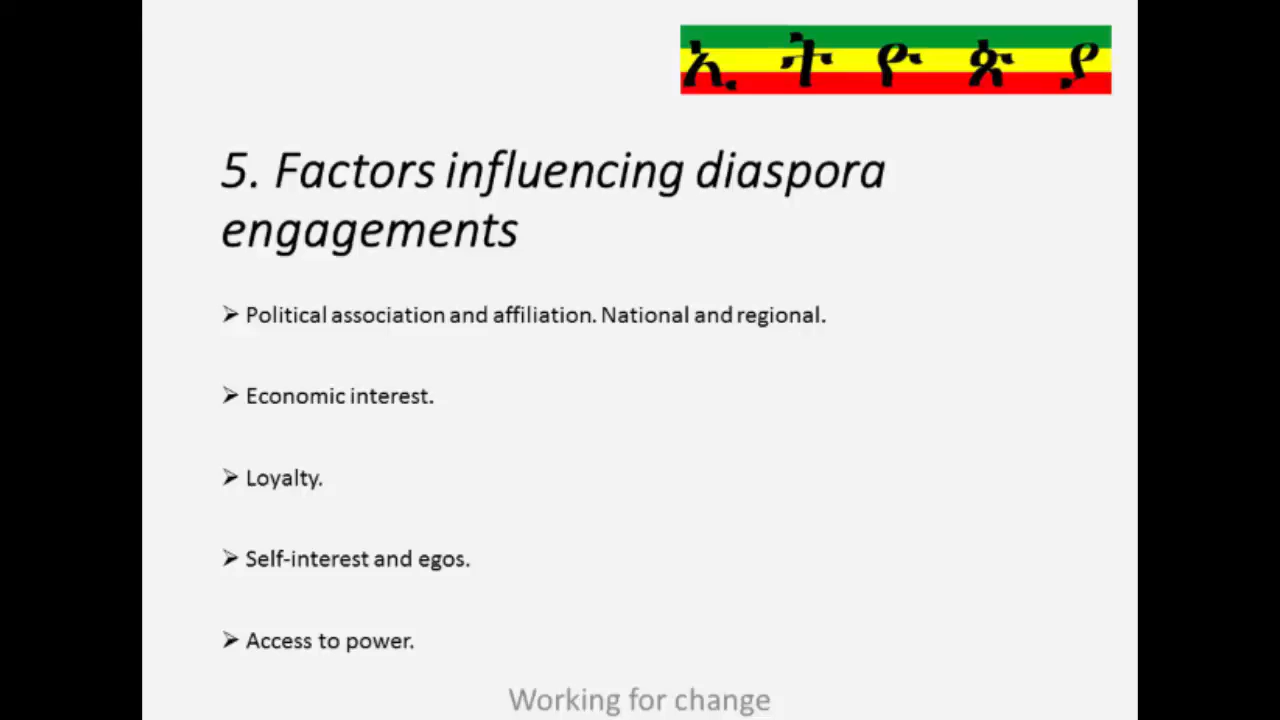 ኢትዮጵያ
5. Factors influencing diaspora
engagements
➢ Political association and affiliation. National and regional.
➢ Economic interest.
➢ Loyalty.
➢ Self-interest and egos.
➢ Access to power.
Working for change